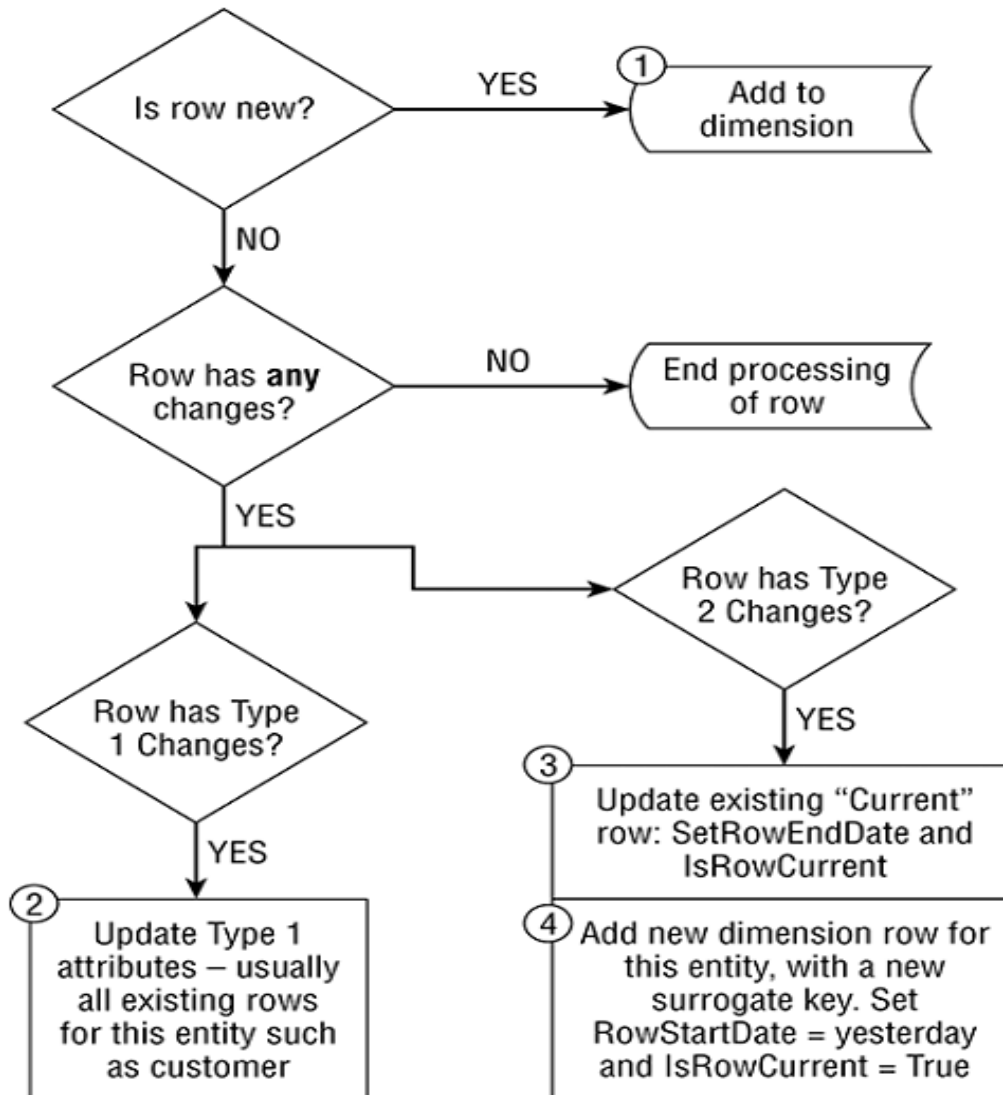 Is row new?
YES
1
Add to
dimension
NO
Row has any
changes?
NO
End processing
of row
YES
Row has Type
2 Changes?
YES
Row has Type
1 Changes?
YES
3
Update existing “Current”
row: SetRowEndDate and
IsRowCurrent
2
Update Type 1
attributes – usually
all existing rows
for this entity such
as customer
4
Add new dimension row for
this entity, with a new
surrogate key. Set
RowStartDate = yesterday
and IsRowCurrent = True